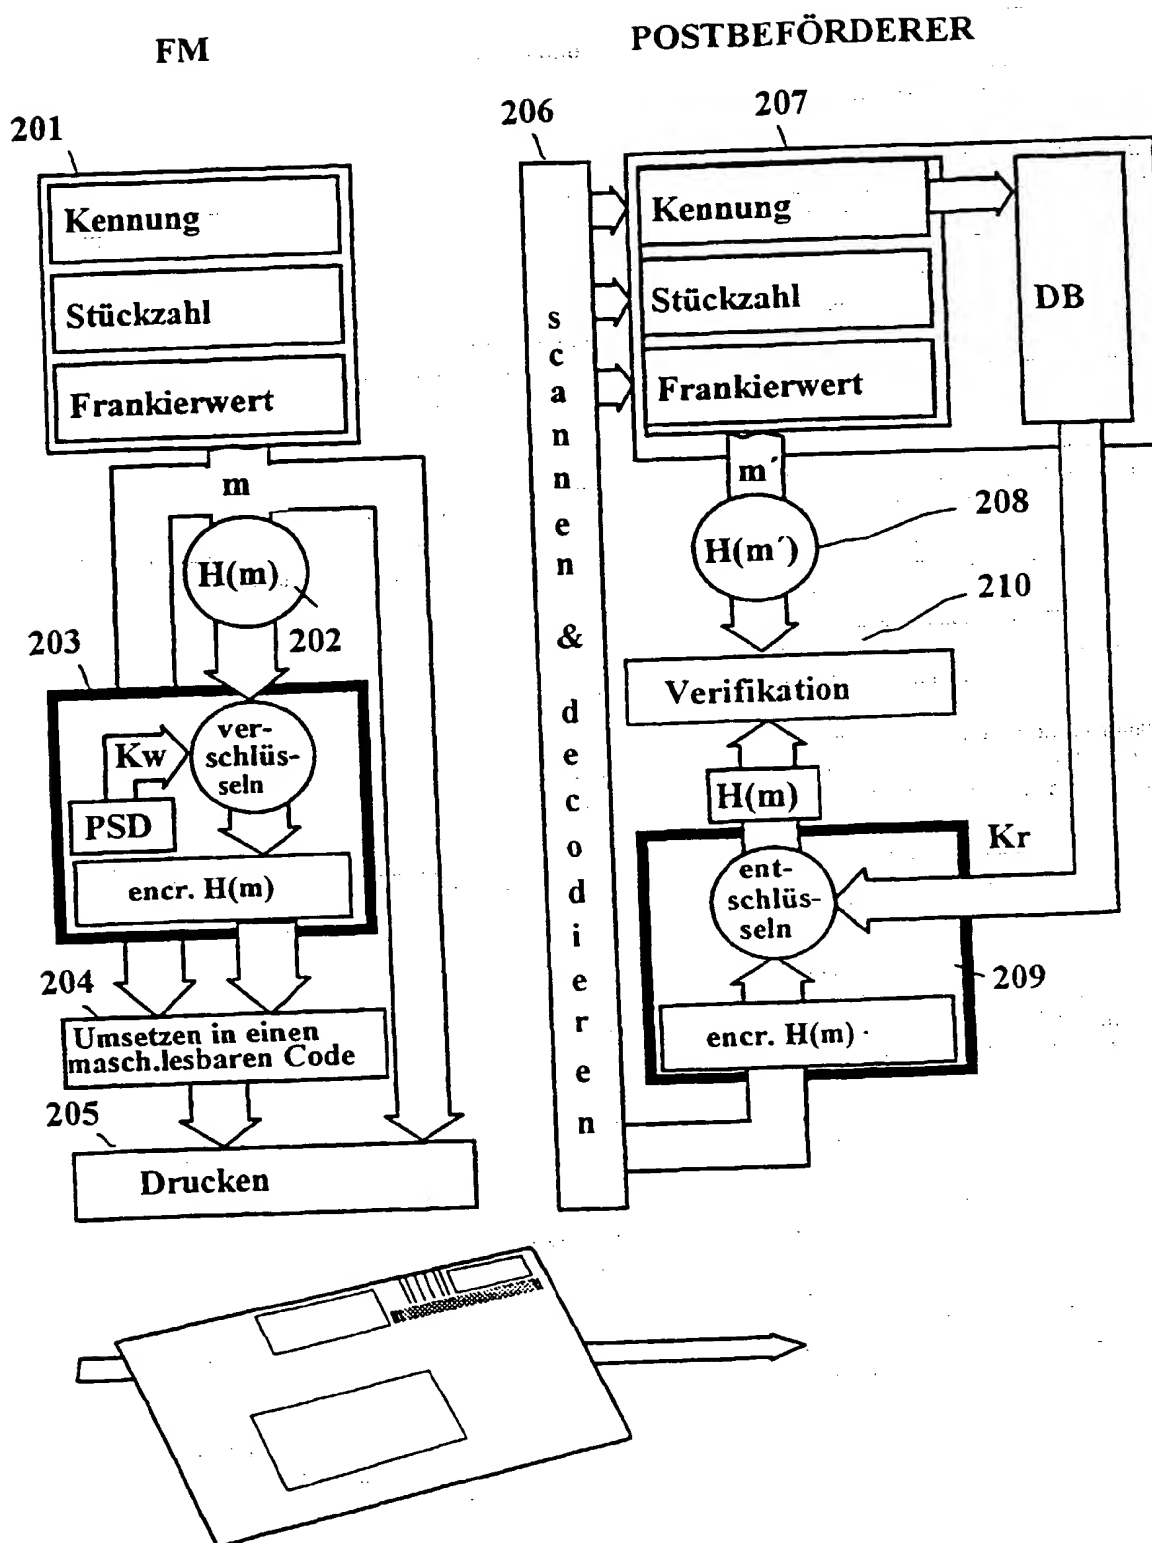 FM
POSTBEFÖRDERER
201
Kennung
Stückzahl
Frankierwert
m
H(m)
202
203
ver-
schlüs-
seln
Kw
PSD
encr. H(m)
204
Umsetzen in einen
masch.lesbaren Code
205
Drucken
206
scannen & decodieren
207
Kennung
Stückzahl
Frankierwert
DB
m´
208
H(m´)
210
Verifikation
H(m)
Kr
ent-
schlüs-
seln
209
encr. H(m)